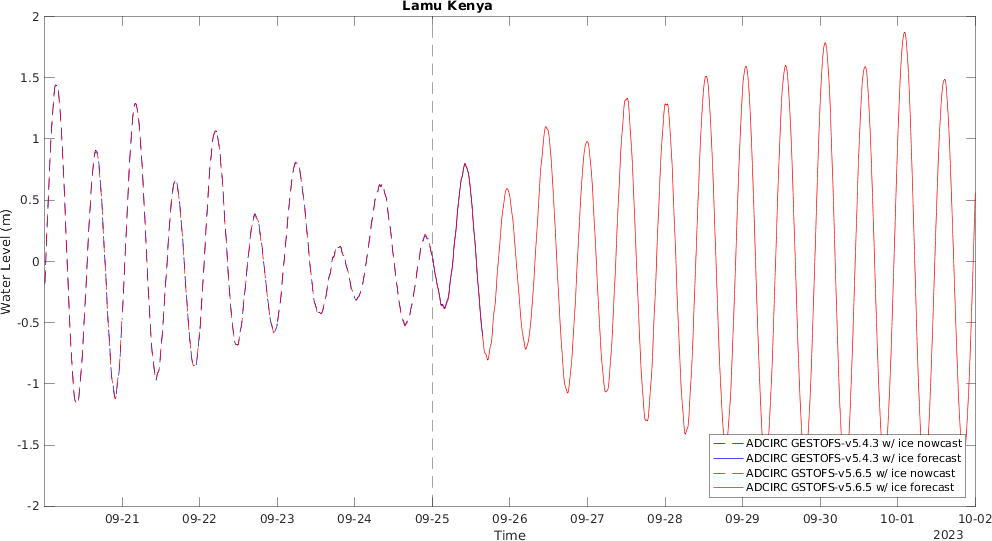 Lamu Kenya
2
1.5
1
0.5
0
-0.5
-1
-1.5
-2
Water Level (m)
ADCIRC GESTOFS-v5.4.3 w/ ice nowcast
ADCIRC GESTOFS-v5.4.3 w/ ice forecast
ADCIRC GSTOFS-v5.6.5 w/ ice nowcast
ADCIRC GSTOFS-v5.6.5 w/ ice forecast
09-21 09-22 09-23 09-24 09-25 09-26 09-27 09-28 09-29 09-30 10-01 10-02
Time
2023